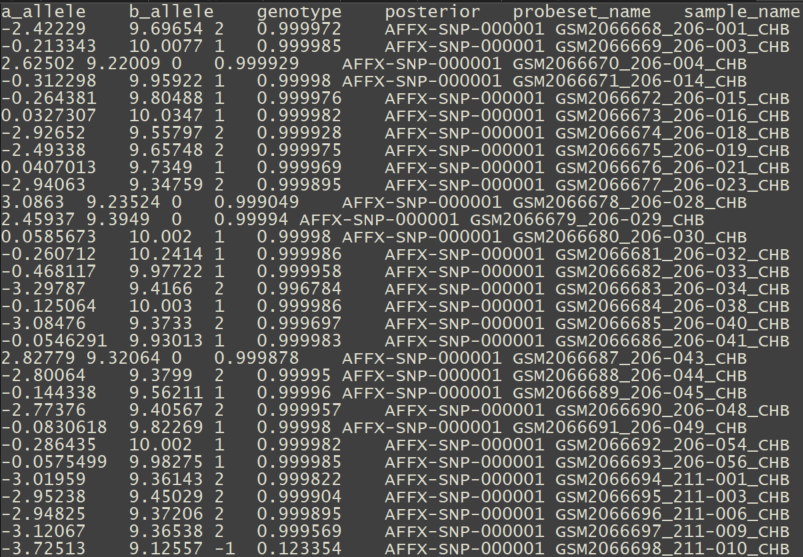 a_allele b_allele genotype posterior probeset_name sample_name
-2.42229 9.69654 2 0.999972 AFFX-SNP-000001 GSM2066668_206-001_CHB
-0.213343 10.0077 1 0.999985 AFFX-SNP-000001 GSM2066669_206-003_CHB
2.62502 9.22009 0 0.999929 AFFX-SNP-000001 GSM2066670_206-004_CHB
-0.312298 9.95922 1 0.99998 AFFX-SNP-000001 GSM2066671_206-014_CHB
-0.264381 9.80488 1 0.999976 AFFX-SNP-000001 GSM2066672_206-015_CHB
0.0327307 10.0347 1 0.999982 AFFX-SNP-000001 GSM2066673_206-016_CHB
-2.92652 9.55797 2 0.999928 AFFX-SNP-000001 GSM2066674_206-018_CHB
-2.49338 9.65748 2 0.999975 AFFX-SNP-000001 GSM2066675_206-019_CHB
0.0407013 9.7349 1 0.999969 AFFX-SNP-000001 GSM2066676_206-021_CHB
-2.94063 9.34759 2 0.999895 AFFX-SNP-000001 GSM2066677_206-023_CHB
3.0863 9.23524 0 0.999049 AFFX-SNP-000001 GSM2066678_206-028_CHB
2.45937 9.3949 0 0.99994 AFFX-SNP-000001 GSM2066679_206-029_CHB
0.0585673 10.002 1 0.99998 AFFX-SNP-000001 GSM2066680_206-030_CHB
-0.260712 10.2414 1 0.999986 AFFX-SNP-000001 GSM2066681_206-032_CHB
-0.468117 9.97722 1 0.999958 AFFX-SNP-000001 GSM2066682_206-033_CHB
-3.29787 9.4166 2 0.996784 AFFX-SNP-000001 GSM2066683_206-034_CHB
-0.125064 10.003 1 0.999986 AFFX-SNP-000001 GSM2066684_206-038_CHB
-3.08476 9.3733 2 0.999697 AFFX-SNP-000001 GSM2066685_206-040_CHB
-0.0546291 9.93013 1 0.999983 AFFX-SNP-000001 GSM2066686_206-041_CHB
2.82779 9.32064 0 0.999878 AFFX-SNP-000001 GSM2066687_206-043_CHB
-2.80064 9.3799 2 0.99995 AFFX-SNP-000001 GSM2066688_206-044_CHB
-0.144338 9.56211 1 0.99996 AFFX-SNP-000001 GSM2066689_206-045_CHB
-2.77376 9.40567 2 0.999957 AFFX-SNP-000001 GSM2066690_206-048_CHB
-0.0830618 9.82269 1 0.99998 AFFX-SNP-000001 GSM2066691_206-049_CHB
-0.286435 10.002 1 0.999982 AFFX-SNP-000001 GSM2066692_206-054_CHB
-0.0575499 9.98275 1 0.999985 AFFX-SNP-000001 GSM2066693_206-056_CHB
-3.01959 9.36143 2 0.999822 AFFX-SNP-000001 GSM2066694_211-001_CHB
-2.95238 9.45029 2 0.999904 AFFX-SNP-000001 GSM2066695_211-003_CHB
-2.94825 9.37206 2 0.999895 AFFX-SNP-000001 GSM2066696_211-006_CHB
-3.12067 9.36538 2 0.999569 AFFX-SNP-000001 GSM2066697_211-009_CHB
-3.72513 9.12557 -1 0.123354 AFFX-SNP-000001 GSM2066698_211-010_CHB